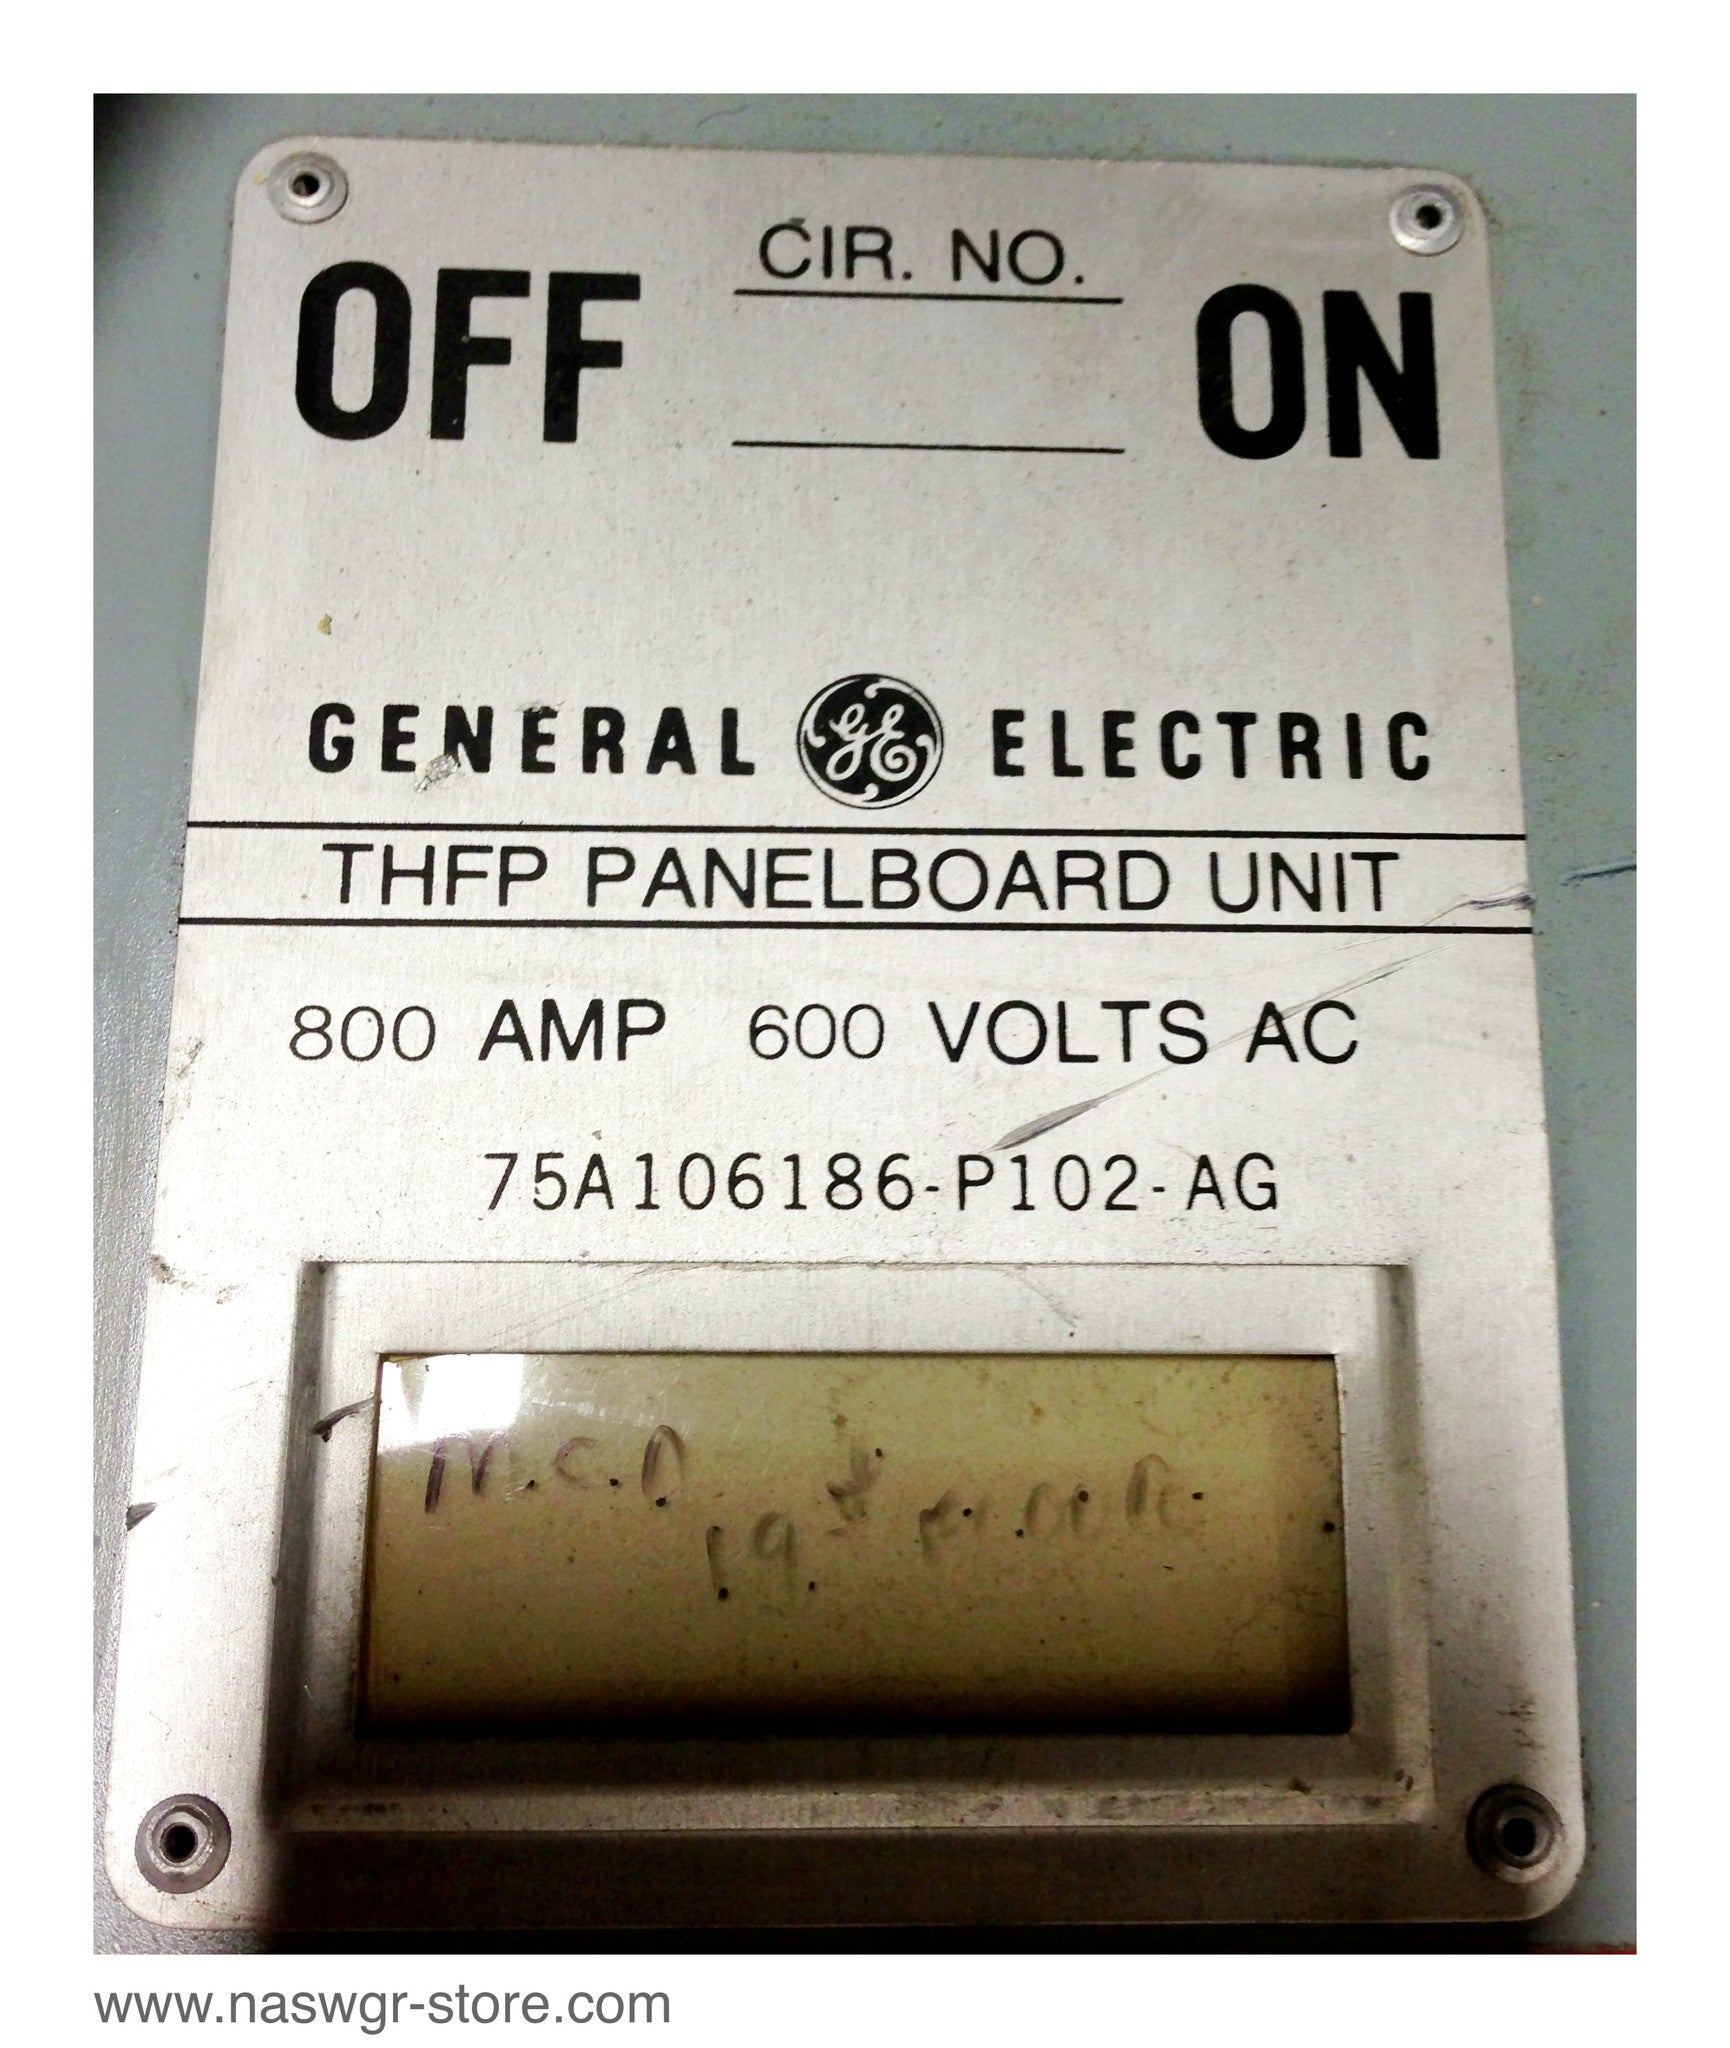 CIR. NO.
OFF ON
GENERAL GE ELECTRIC
THFP PANELBOARD UNIT
800 AMP 600 VOLTS AC
75A106186-P102-AG
www.naswgr-store.com